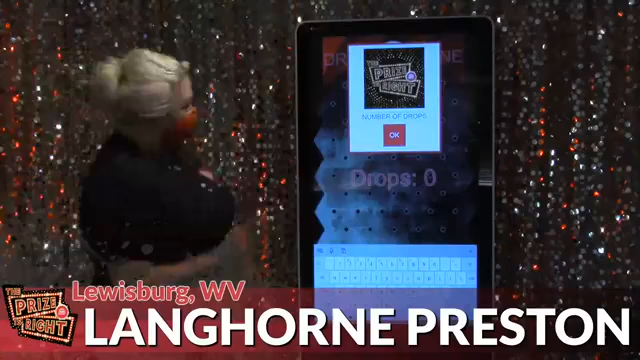 THE
PRIZE
IS
RIGHT
NUMBER OF DROPS
OK
Drops: 0
Lewisburg, WV
THE
PRIZE
IS
RIGHT
LANGHORNE PRESTON